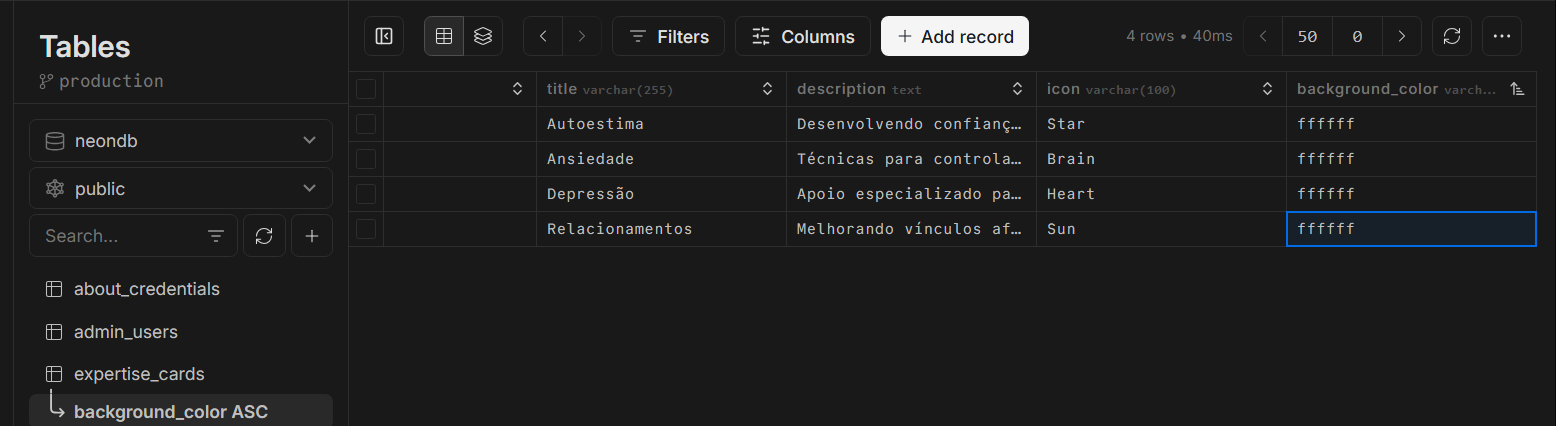 Tables
production
neondb
public
Search...
about_credentials
admin_users
expertise_cards
background_color ASC
Filters
Columns
Add record
4 rows • 40ms
50
0
title varchar(255)
description text
icon varchar(100)
background_color varch...
Autoestima
Desenvolvendo confianç…
Star
ffffff
Ansiedade
Técnicas para controla…
Brain
ffffff
Depressão
Apoio especializado pa…
Heart
ffffff
Relacionamentos
Melhorando vínculos af…
Sun
ffffff